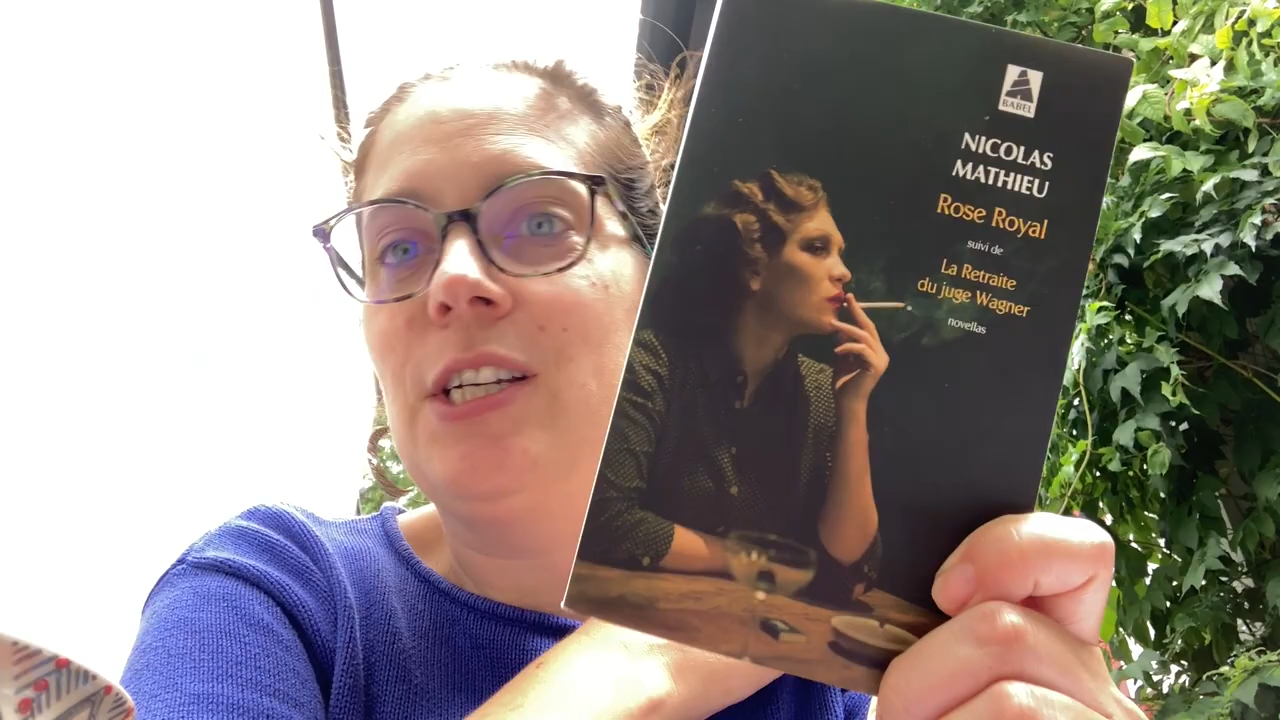 BABEL
NICOLAS
MATHIEU
Rose Royal
suivi de
La Retraite
du juge Wagner
novellas